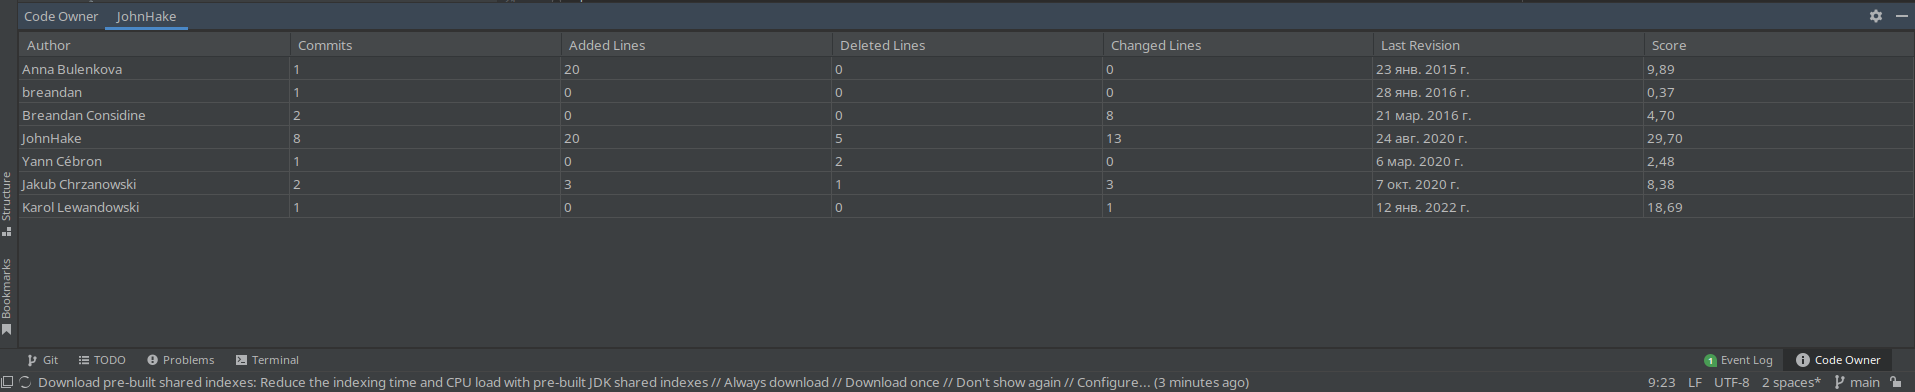 Code Owner JohnHake
Author Commits Added Lines Deleted Lines Changed Lines Last Revision Score
Anna Bulenkova 1 20 0 0 23 янв. 2015 г. 9,89
breandan 1 0 0 0 28 янв. 2016 г. 0,37
Breandan Considine 2 0 0 8 21 мар. 2016 г. 4,70
JohnHake 8 20 5 13 24 авг. 2020 г. 29,70
Yann Cébron 1 0 2 0 6 мар. 2020 г. 2,48
Jakub Chrzanowski 2 3 1 3 7 окт. 2020 г. 8,38
Karol Lewandowski 1 0 0 1 12 янв. 2022 г. 18,69
Structure
Bookmarks
Git TODO Problems Terminal 1 Event Log Code Owner
Download pre-built shared indexes: Reduce the indexing time and CPU load with pre-built JDK shared indexes // Always download // Download once // Don't show again // Configure... (3 minutes ago) 9:23 LF UTF-8 2 spaces* main